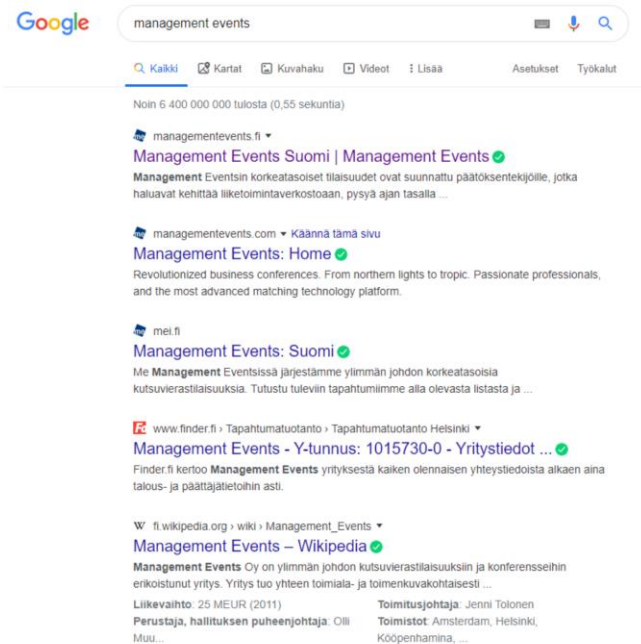 Google
management events
Kaikki Kartat Kuvahaku Videot Lisää Asetukset Työkalut
Noin 6 400 000 000 tulosta (0,55 sekuntia)
managementevents.fi
Management Events Suomi | Management Events
Management Eventsin korkeatasoiset tilaisuudet ovat suunnattu päätöksentekijöille, jotka
haluavat kehittää liiketoimintaverkostoaan, pysyä ajan tasalla ...
managementevents.com Käännä tämä sivu
Management Events: Home
Revolutionized business conferences. From northern lights to tropic. Passionate professionals,
and the most advanced matching technology platform.
mei.fi
Management Events: Suomi
Me Management Eventsissä järjestämme ylimmän johdon korkeatasoisia
kutsuvierastilaisuuksia. Tutustu tuleviin tapahtumiimme alla olevasta listasta ja ...
www.finder.fi › Tapahtumatuotanto › Tapahtumatuotanto Helsinki
Management Events - Y-tunnus: 1015730-0 - Yritystiedot ...
Finder.fi kertoo Management Events yrityksestä kaiken olennaisen yhteystiedoista alkaen aina
talous- ja päättäjätietoihin asti.
W fi.wikipedia.org › wiki › Management_Events
Management Events – Wikipedia
Management Events Oy on ylimmän johdon kutsuvierastilaisuuksiin ja konferensseihin
erikoistunut yritys. Yritys tuo yhteen toimiala- ja toimenkuvakohtaisesti ...
Liikevaihto: 25 MEUR (2011) Toimitusjohtaja: Jenni Tolonen
Perustaja, hallituksen puheenjohtaja: Olli Toimistot: Amsterdam, Helsinki,
Muu... Kööpenhamina, ...